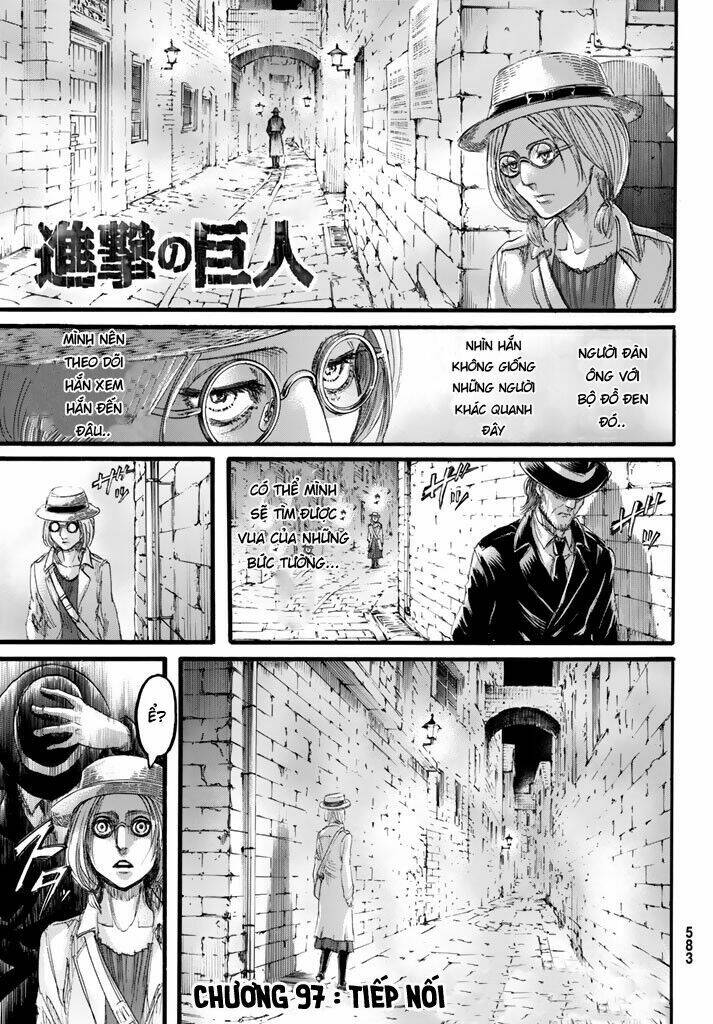 進撃の巨人
NGƯỜI ĐÀN
ÔNG VỚI
BỘ ĐỒ ĐEN
ĐÓ..
NHÌN HẮN
KHÔNG GIỐNG
NHỮNG NGƯỜI
KHÁC QUANH
ĐÂY
MÌNH NÊN
THEO DÕI
HẮN XEM
HẮN ĐẾN
ĐÂU..
CÓ THỂ MÌNH
SẼ TÌM ĐƯỢC
VUA CỦA NHỮNG
BỨC TƯỜNG...
Ể?
583
CHƯƠNG 97 : TIẾP NỐI